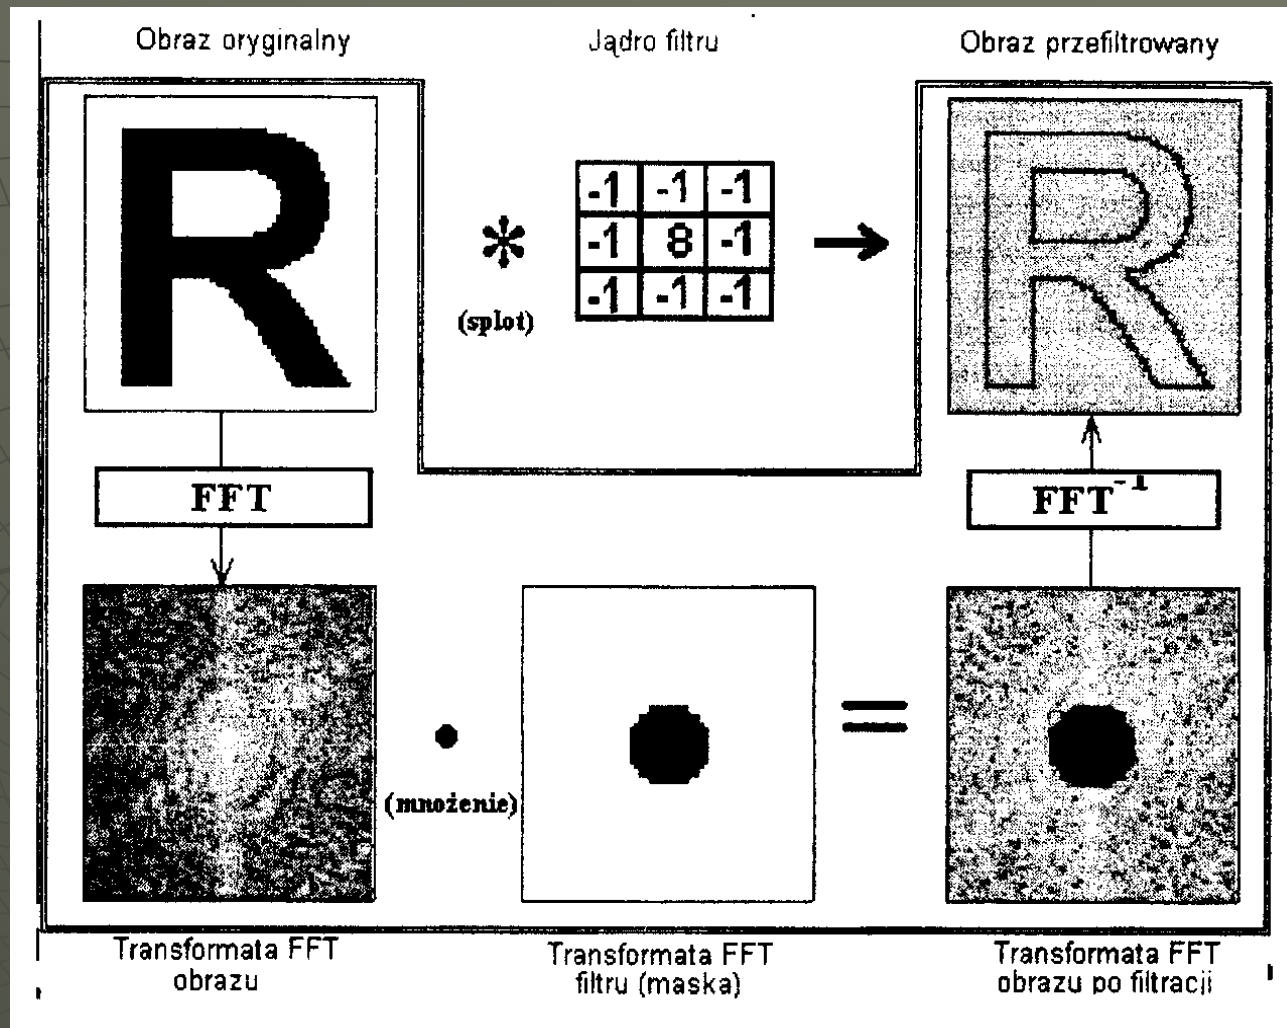 Obraz oryginalny
Jądro filtru
Obraz przefiltrowany
R
*
(splot)
-1 -1 -1
-1 8 -1
-1 -1 -1
R
FFT
FFT⁻¹
(mnożenie)
=
Transformata FFT
obrazu
Transformata FFT
filtru (maska)
Transformata FFT
obrazu po filtracji